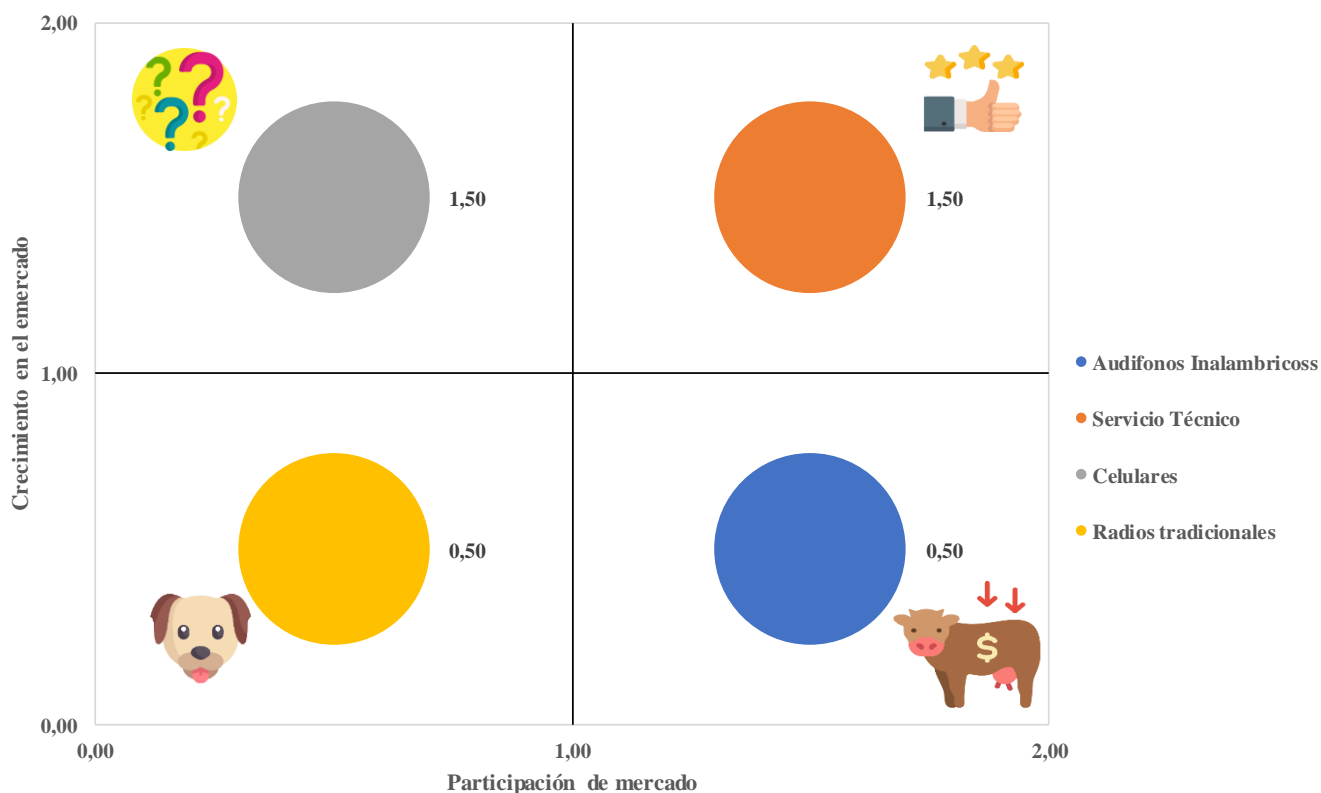 2,00
1,50
1,50
Crecimiento en el emercado
1,00
Audifonos Inalambricoss
Servicio Técnico
Celulares
Radios tradicionales
0,50
0,50
$
0,00
0,00
1,00
2,00
Participación de mercado